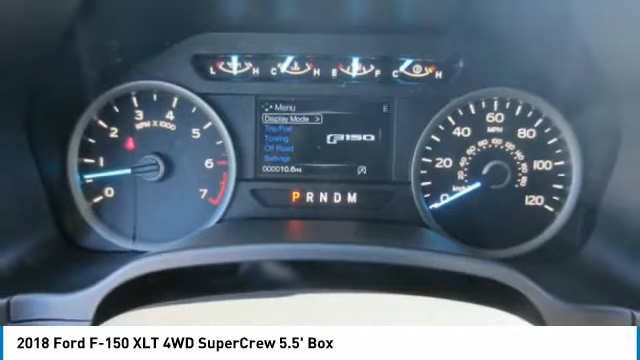 L H C H E F C H
Menu E
Display Mode >
Trip/Fuel
Towing
Off Road
Settings
F150
000010.6mi
0 1 2 3 4 5 6 7
RPM X 1000
P R N D M
0 20 40 60 80 100 120
MPH
km/h
2018 Ford F-150 XLT 4WD SuperCrew 5.5' Box